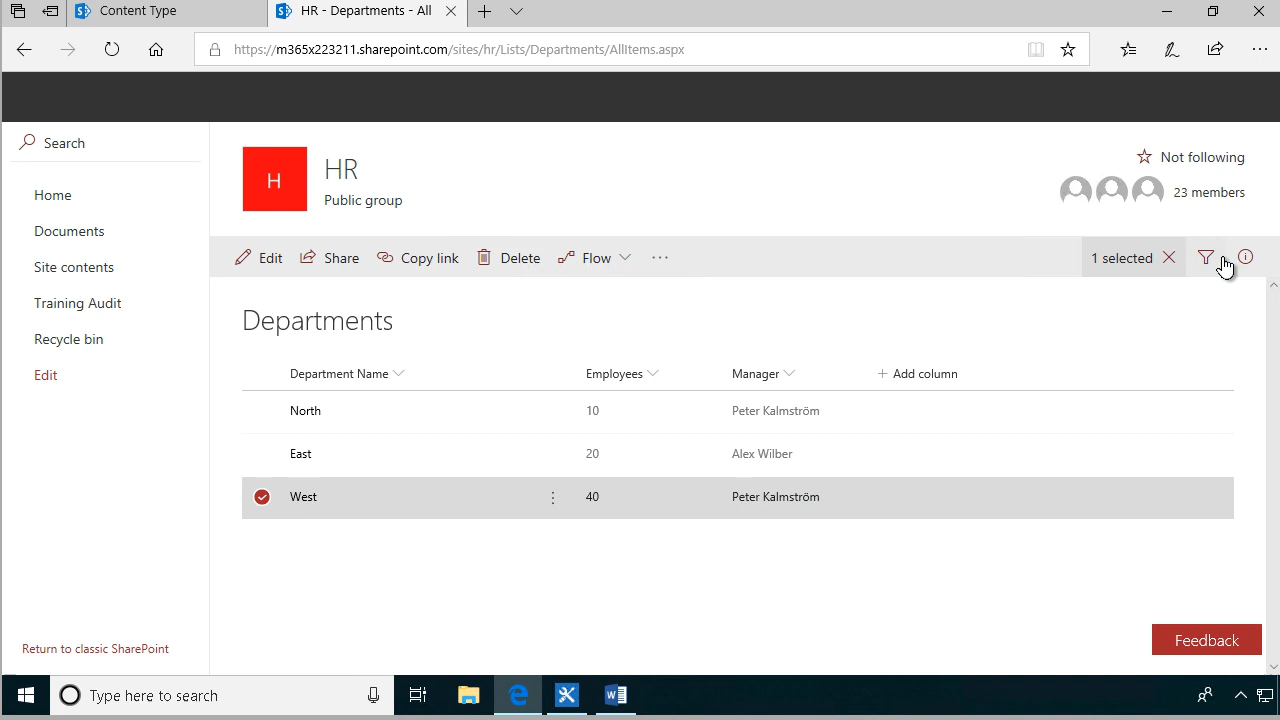 Content Type
HR - Departments - All
https://m365x223211.sharepoint.com/sites/hr/Lists/Departments/AllItems.aspx
Search
Home
Documents
Site contents
Training Audit
Recycle bin
Edit
Return to classic SharePoint
H
HR
Public group
Not following
23 members
Edit Share Copy link Delete Flow
1 selected
Departments
Department Name Employees Manager Add column
North 10 Peter Kalmström
East 20 Alex Wilber
West 40 Peter Kalmström
Feedback
Type here to search